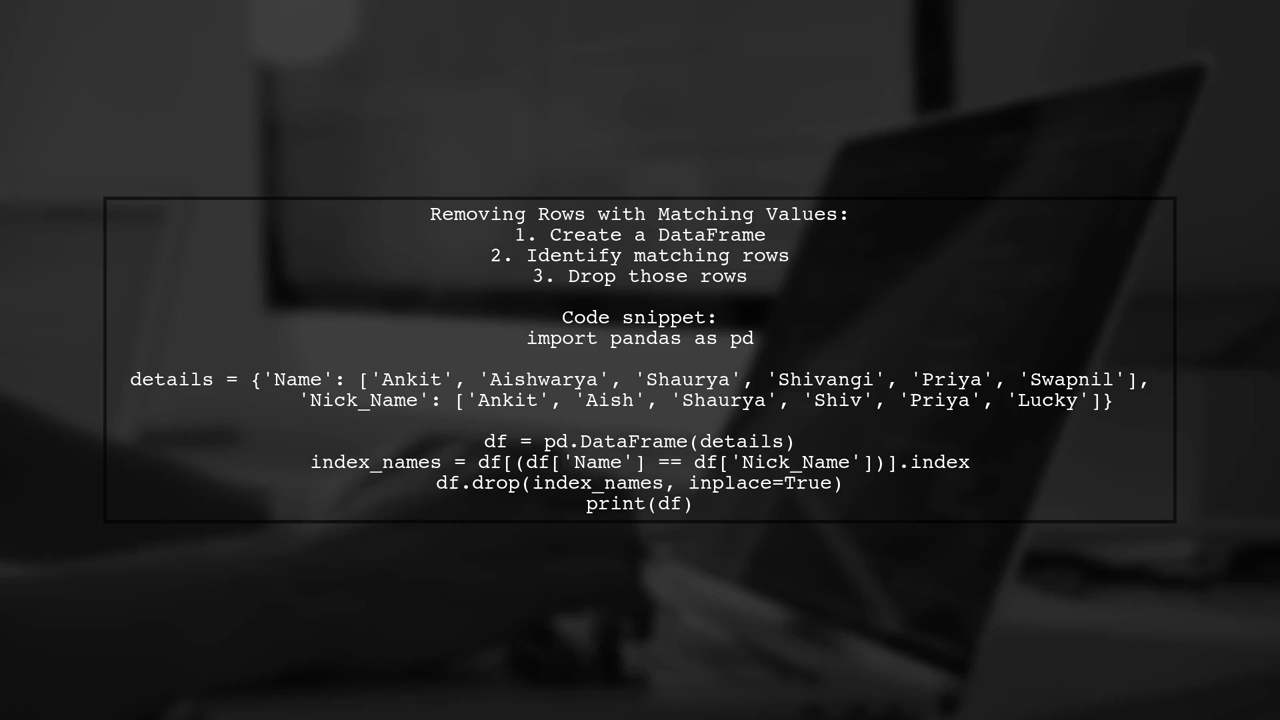 Removing Rows with Matching Values:
1. Create a DataFrame
2. Identify matching rows
3. Drop those rows
Code snippet:
import pandas as pd
details = {'Name': ['Ankit', 'Aishwarya', 'Shaurya', 'Shivangi', 'Priya', 'Swapnil'],
'Nick_Name': ['Ankit', 'Aish', 'Shaurya', 'Shiv', 'Priya', 'Lucky']}
df = pd.DataFrame(details)
index_names = df[(df['Name'] == df['Nick_Name'])].index
df.drop(index_names, inplace=True)
print(df)